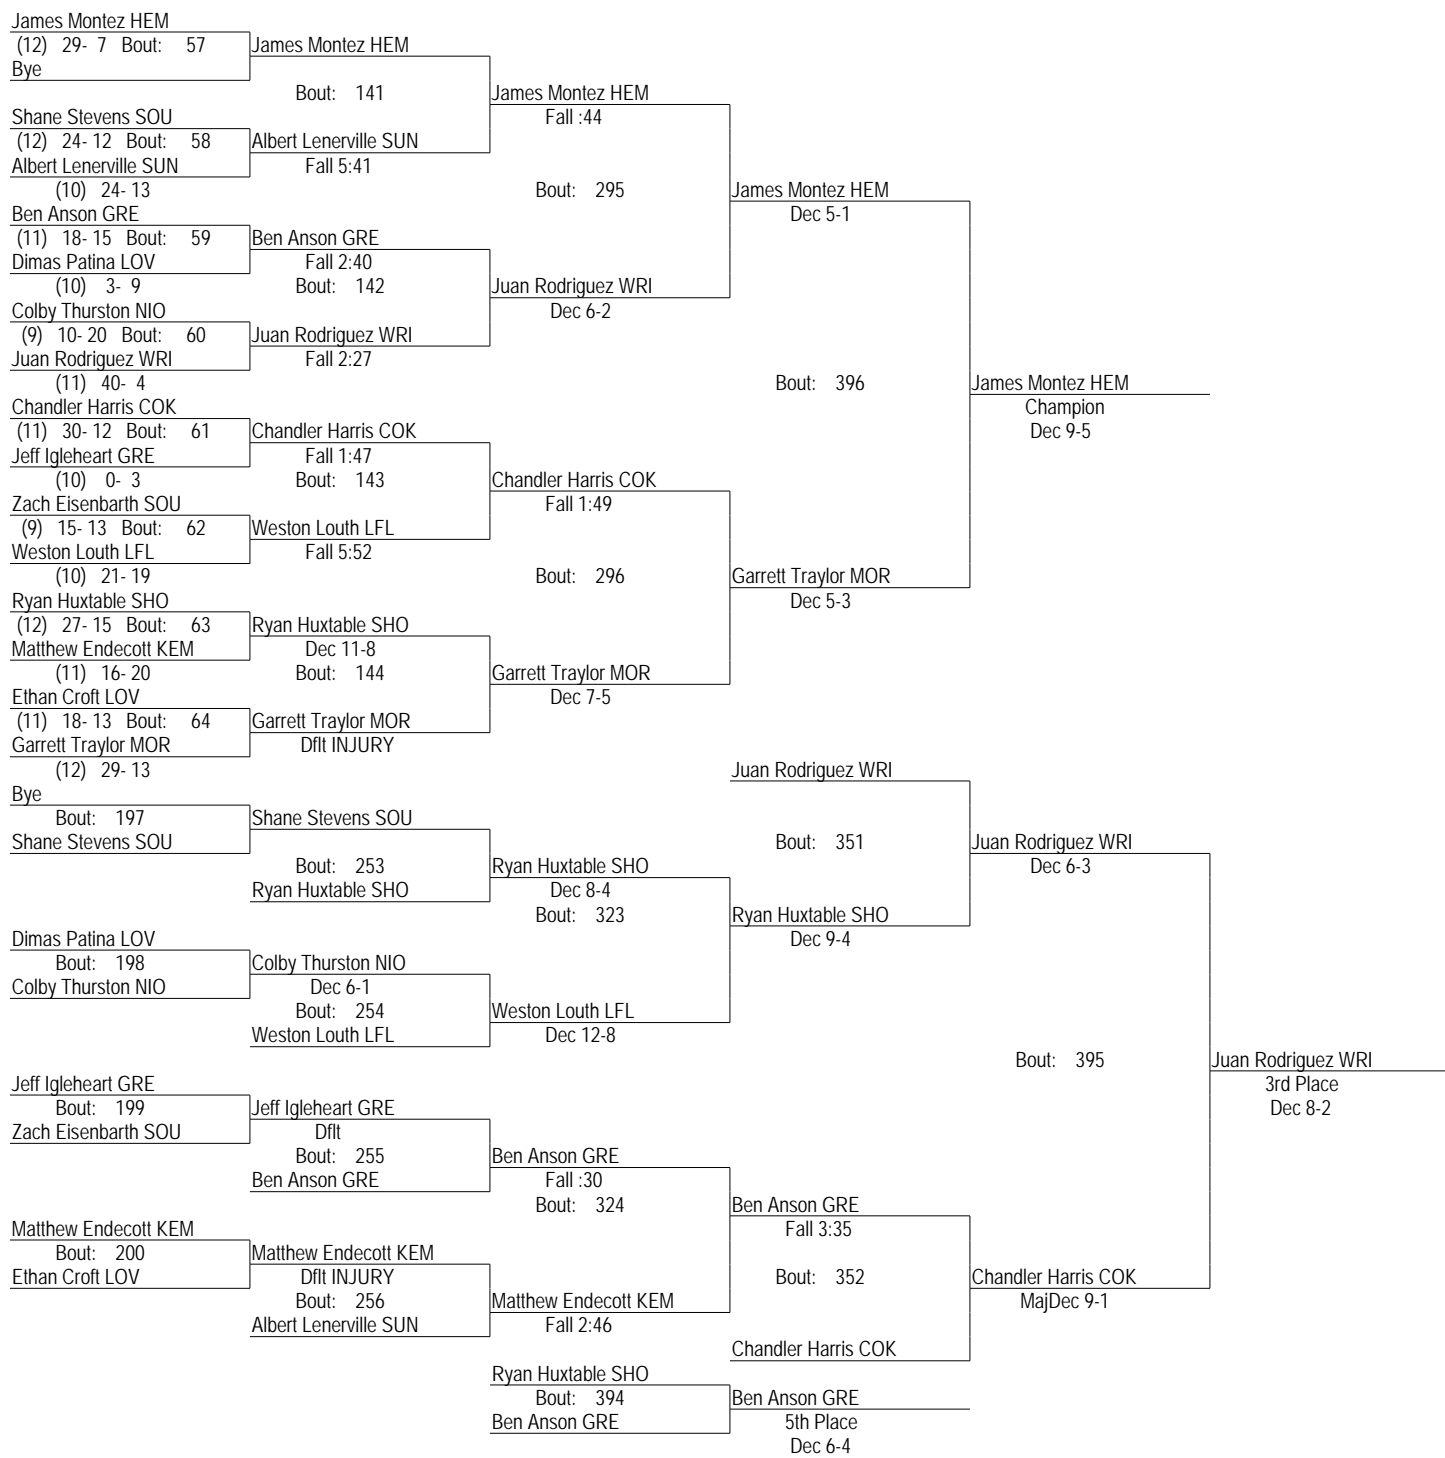 James Montez HEM
(12) 29- 7 Bout: 57
James Montez HEM
Bye
Bout: 141
James Montez HEM
Shane Stevens SOU
Fall :44
(12) 24- 12 Bout: 58
Albert Lenerville SUN
Albert Lenerville SUN
Fall 5:41
(10) 24- 13
Bout: 295
James Montez HEM
Ben Anson GRE
Dec 5-1
(11) 18- 15 Bout: 59
Ben Anson GRE
Dimas Patina LOV
Fall 2:40
(10) 3- 9
Bout: 142
Juan Rodriguez WRI
Colby Thurston NIO
Dec 6-2
(9) 10- 20 Bout: 60
Juan Rodriguez WRI
Juan Rodriguez WRI
Fall 2:27
(11) 40- 4
Bout: 396
James Montez HEM
Chandler Harris COK
Champion
(11) 30- 12 Bout: 61
Chandler Harris COK
Dec 9-5
Jeff Igleheart GRE
Fall 1:47
(10) 0- 3
Bout: 143
Chandler Harris COK
Zach Eisenbarth SOU
Fall 1:49
(9) 15- 13 Bout: 62
Weston Louth LFL
Weston Louth LFL
Fall 5:52
(10) 21- 19
Bout: 296
Garrett Traylor MOR
Ryan Huxtable SHO
Dec 5-3
(12) 27- 15 Bout: 63
Ryan Huxtable SHO
Matthew Endecott KEM
Dec 11-8
(11) 16- 20
Bout: 144
Garrett Traylor MOR
Ethan Croft LOV
Dec 7-5
(11) 18- 13 Bout: 64
Garrett Traylor MOR
Garrett Traylor MOR
Dflt INJURY
(12) 29- 13
Juan Rodriguez WRI
Bye
Bout: 197
Shane Stevens SOU
Shane Stevens SOU
Bout: 351
Juan Rodriguez WRI
Bout: 253
Ryan Huxtable SHO
Dec 6-3
Ryan Huxtable SHO
Dec 8-4
Bout: 323
Ryan Huxtable SHO
Dimas Patina LOV
Dec 9-4
Bout: 198
Colby Thurston NIO
Colby Thurston NIO
Dec 6-1
Bout: 254
Weston Louth LFL
Weston Louth LFL
Dec 12-8
Bout: 395
Juan Rodriguez WRI
Jeff Igleheart GRE
3rd Place
Bout: 199
Jeff Igleheart GRE
Dec 8-2
Zach Eisenbarth SOU
Dflt
Bout: 255
Ben Anson GRE
Ben Anson GRE
Fall :30
Bout: 324
Ben Anson GRE
Matthew Endecott KEM
Fall 3:35
Bout: 200
Matthew Endecott KEM
Ethan Croft LOV
Dflt INJURY
Bout: 352
Chandler Harris COK
Bout: 256
Matthew Endecott KEM
MajDec 9-1
Albert Lenerville SUN
Fall 2:46
Chandler Harris COK
Ryan Huxtable SHO
Bout: 394
Ben Anson GRE
Ben Anson GRE
5th Place
Dec 6-4